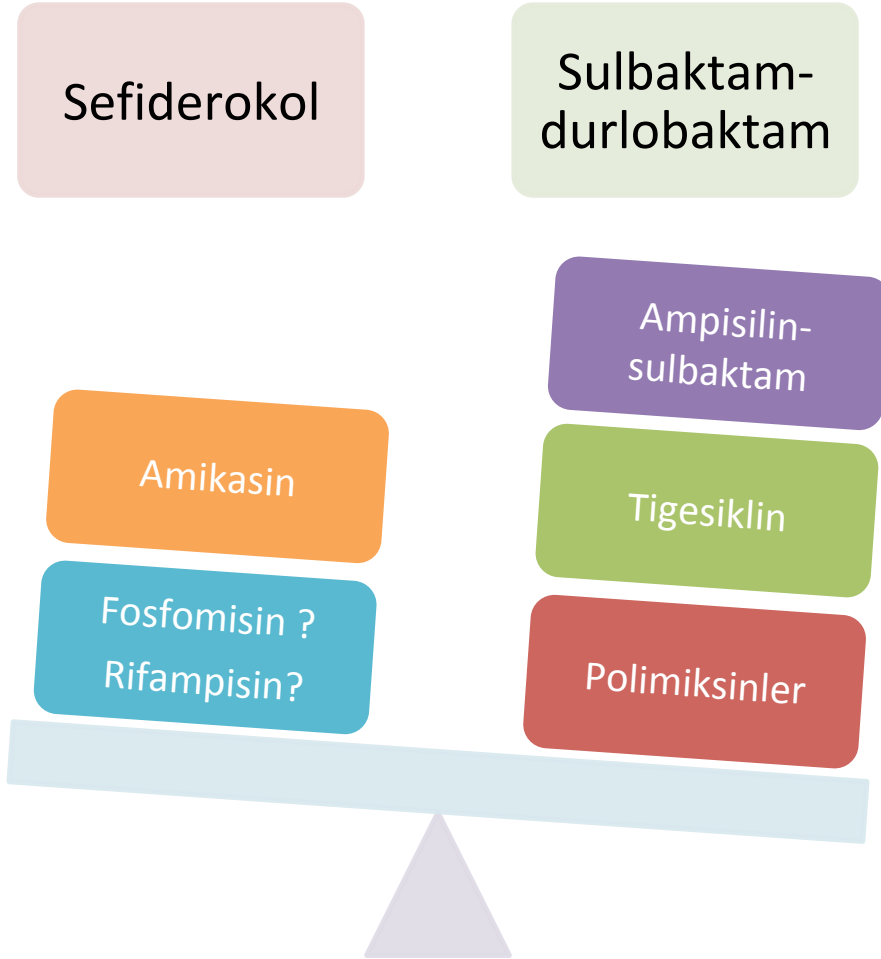 Sefiderokol
Sulbaktam-
durlobaktam
Ampisilin-
sulbaktam
Amikasin
Tigesiklin
Fosfomisin ?
Rifampisin?
Polimiksinler